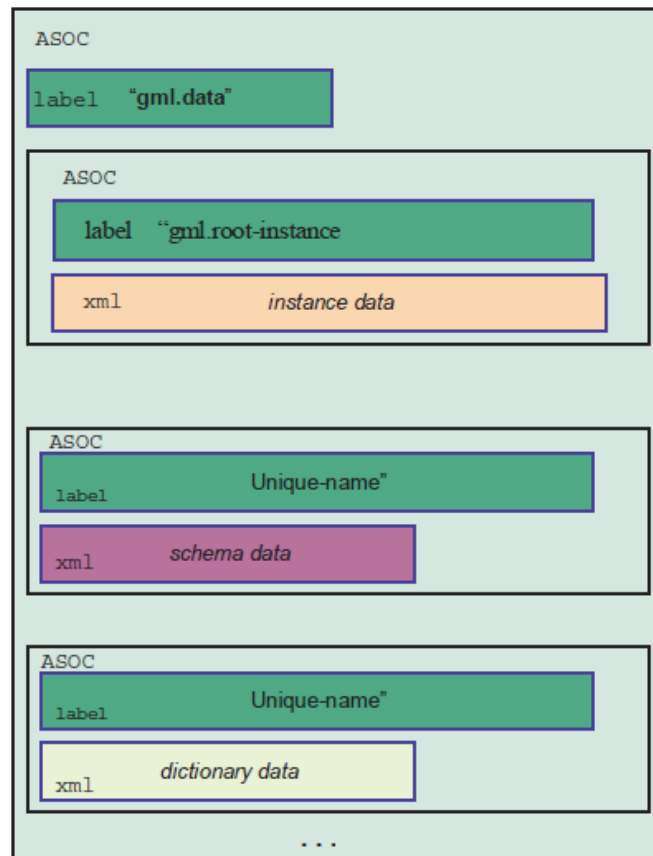 ASOC
label “gml.data”
ASOC
label “gml.root-instance
xml instance data
ASOC
label Unique-name”
xml schema data
ASOC
label Unique-name”
xml dictionary data
...